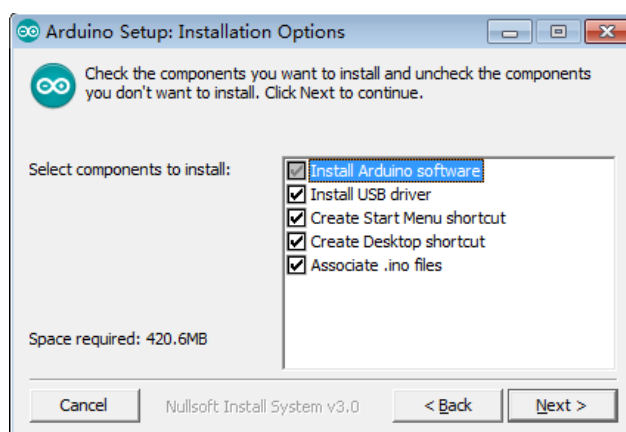 Arduino Setup: Installation Options
Check the components you want to install and uncheck the components
you don't want to install. Click Next to continue.
Select components to install:
Install Arduino software
Install USB driver
Create Start Menu shortcut
Create Desktop shortcut
Associate .ino files
Space required: 420.6MB
Cancel
Nullsoft Install System v3.0
< Back
Next >